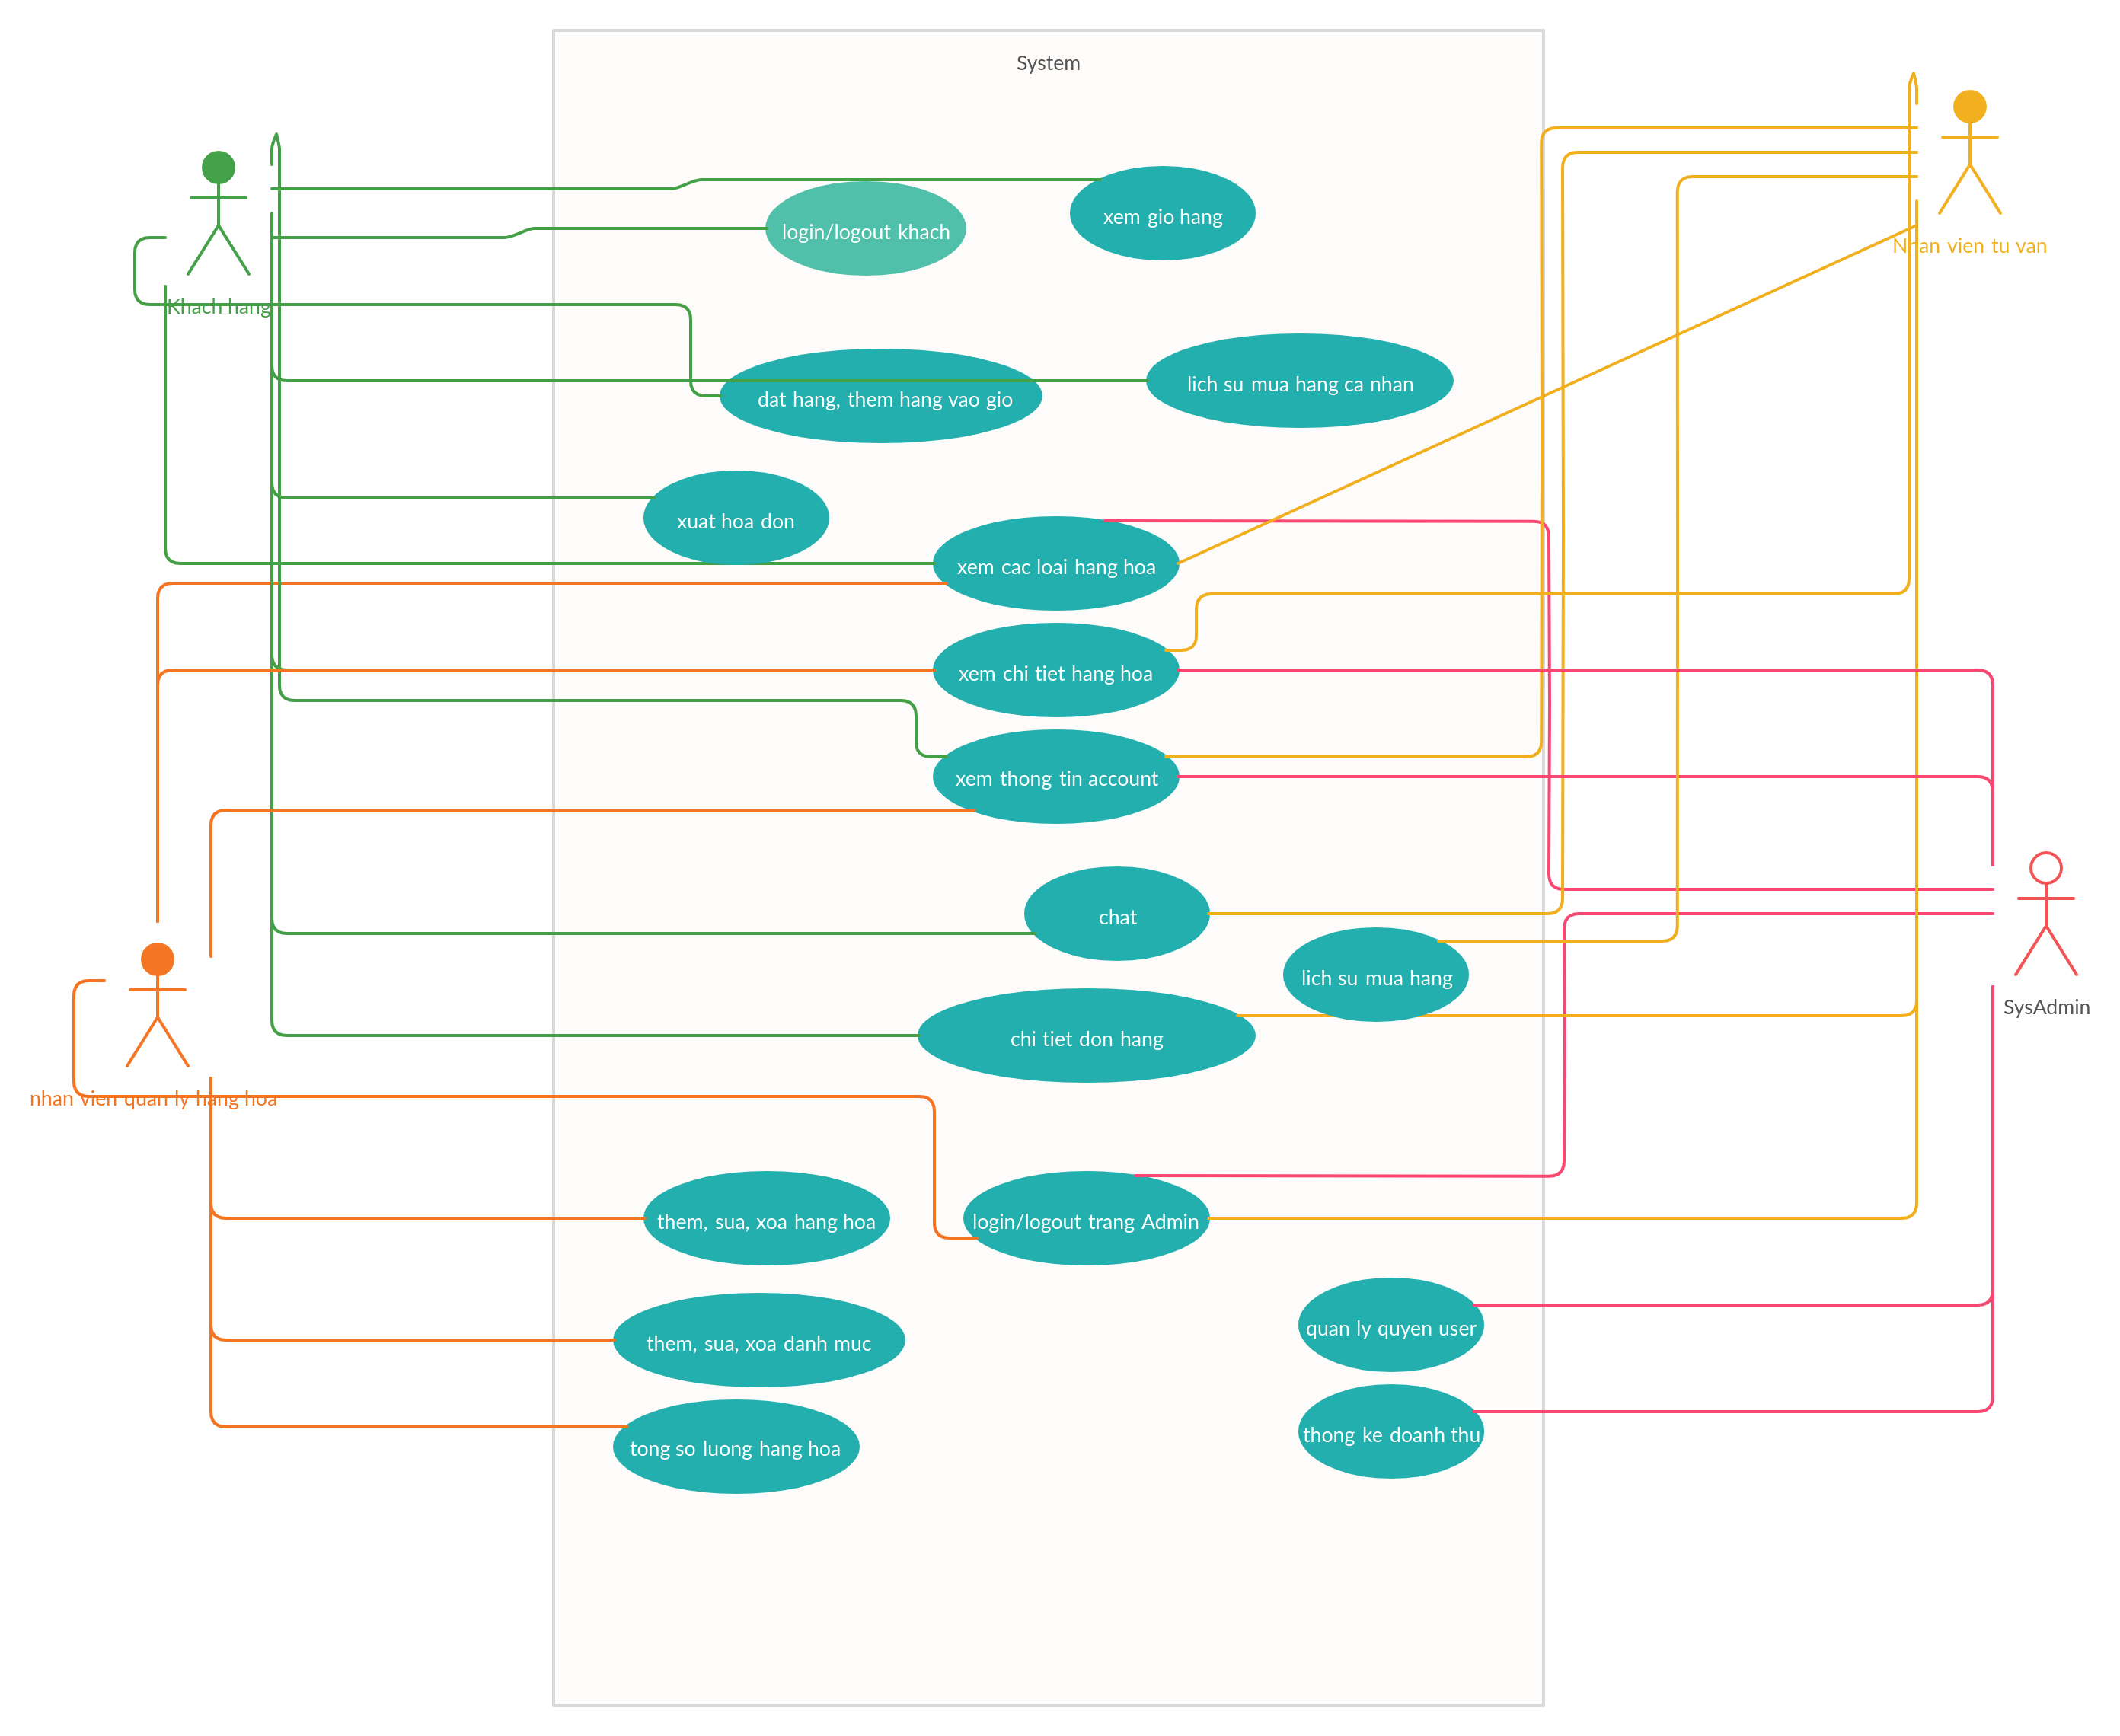 System
xem gio hang
login/logout khach
Nhan vien tu van
Khach hang
lich su mua hang ca nhan
dat hang, them hang vao gio
xuat hoa don
xem cac loai hang hoa
xem chi tiet hang hoa
xem thong tin account
chat
lich su mua hang
SysAdmin
chi tiet don hang
nhan vien quan ly hang hoa
them, sua, xoa hang hoa
login/logout trang Admin
quan ly quyen user
them, sua, xoa danh muc
thong ke doanh thu
tong so luong hang hoa